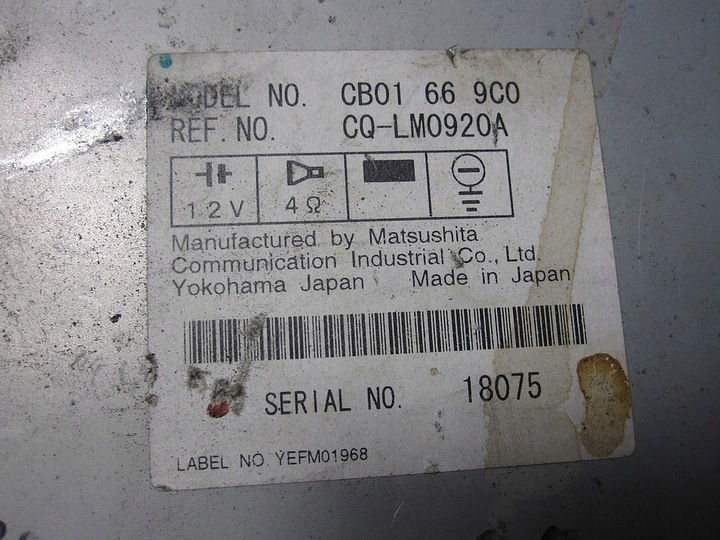 MODEL NO. CB01 66 9C0
REF. NO. CQ-LM0920A
12V 4Ω
Manufactured by Matsushita
Communication Industrial Co., Ltd.
Yokohama Japan Made in Japan
SERIAL NO. 18075
LABEL NO. YEFM01968